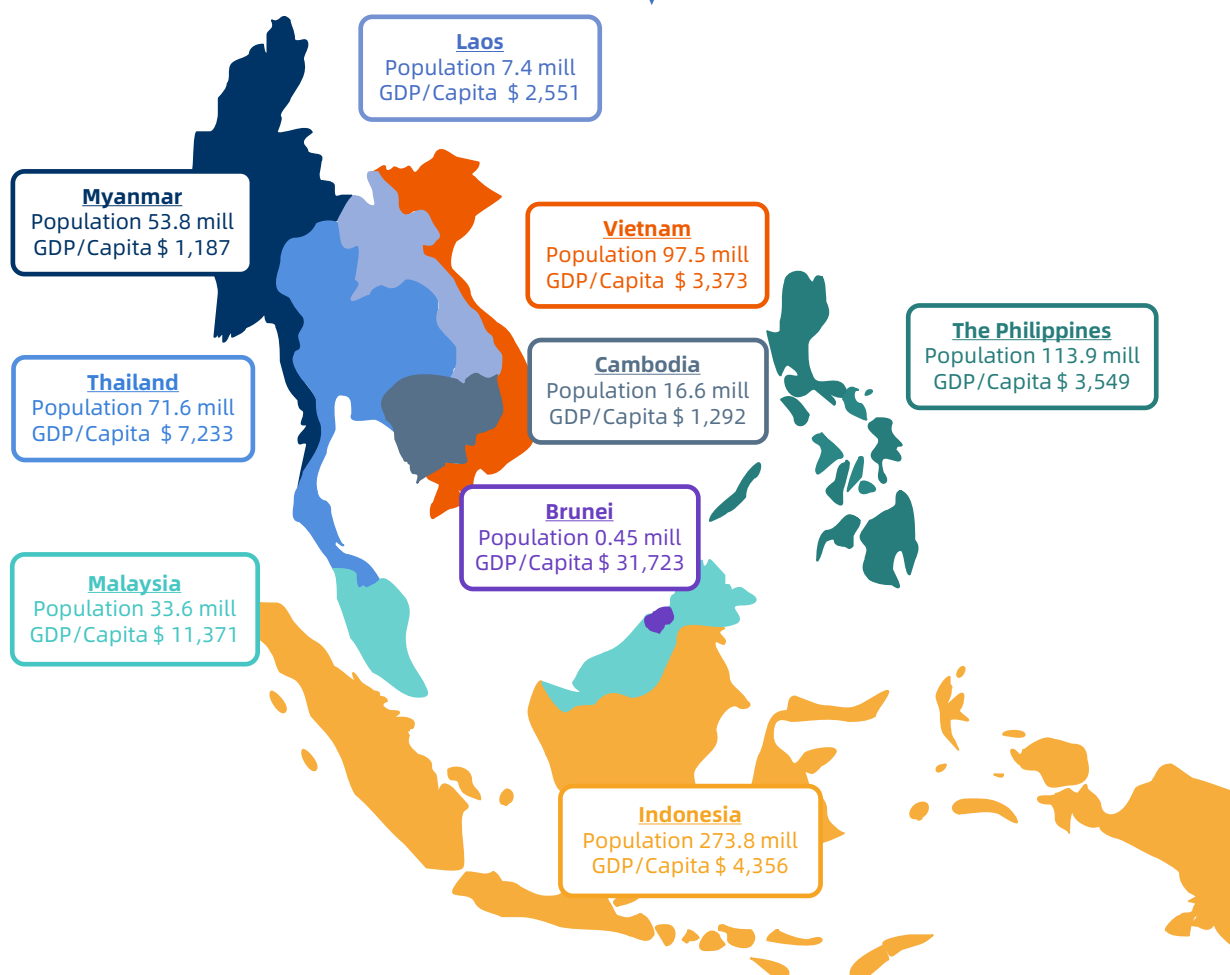 Laos
Population 7.4 mill
GDP/Capita $ 2,551
Myanmar
Population 53.8 mill
GDP/Capita $ 1,187
Vietnam
Population 97.5 mill
GDP/Capita $ 3,373
The Philippines
Population 113.9 mill
GDP/Capita $ 3,549
Thailand
Population 71.6 mill
GDP/Capita $ 7,233
Cambodia
Population 16.6 mill
GDP/Capita $ 1,292
Brunei
Population 0.45 mill
GDP/Capita $ 31,723
Malaysia
Population 33.6 mill
GDP/Capita $ 11,371
Indonesia
Population 273.8 mill
GDP/Capita $ 4,356